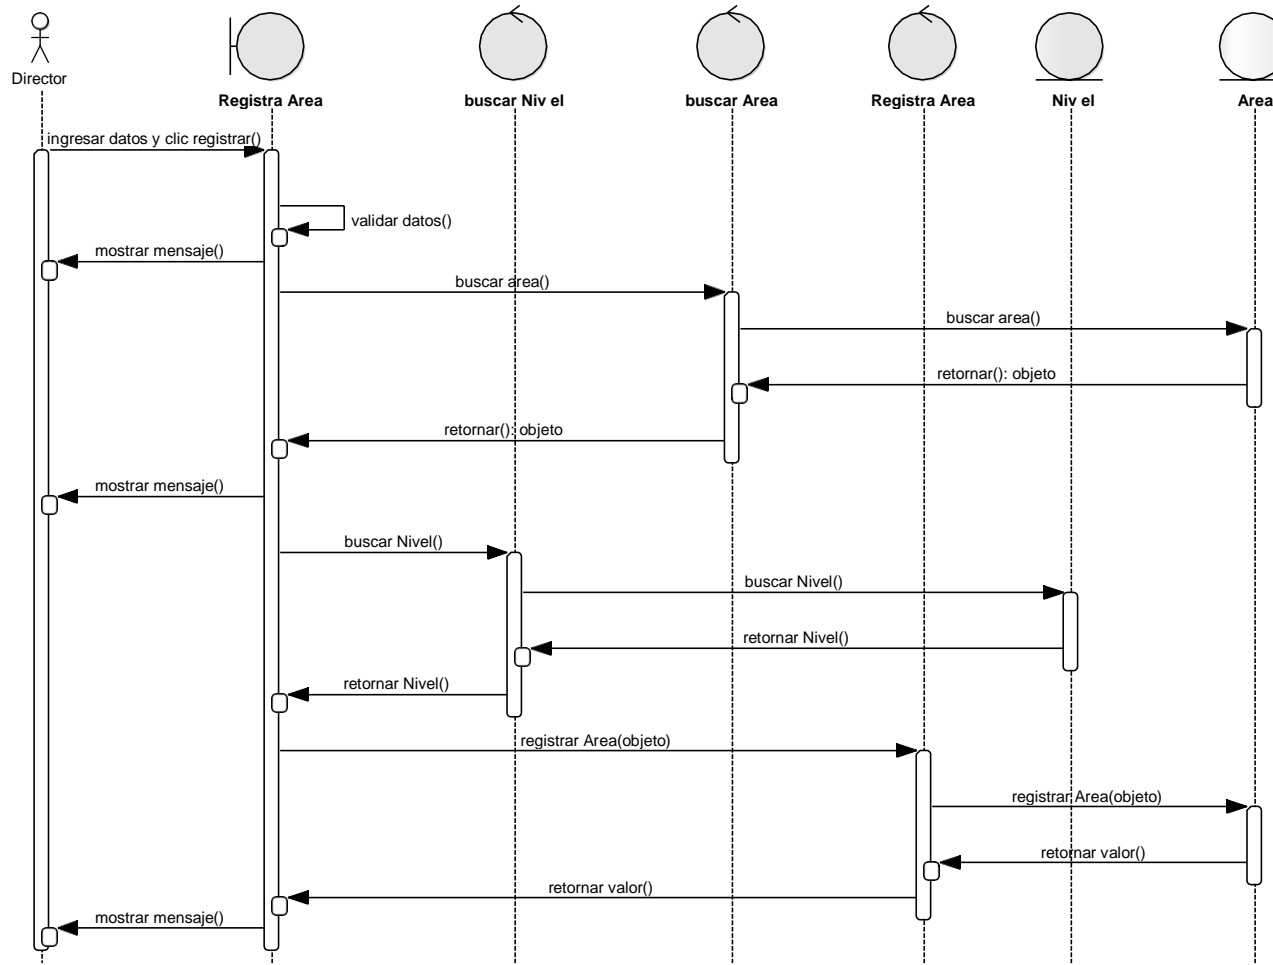 Director
Registra Area
buscar Niv el
buscar Area
Registra Area
Niv el
Area
ingresar datos y clic registrar()
validar datos()
mostrar mensaje()
buscar area()
buscar area()
retornar(): objeto
retornar(): objeto
mostrar mensaje()
buscar Nivel()
buscar Nivel()
retornar Nivel()
retornar Nivel()
registrar Area(objeto)
registrar Area(objeto)
retornar valor()
retornar valor()
mostrar mensaje()